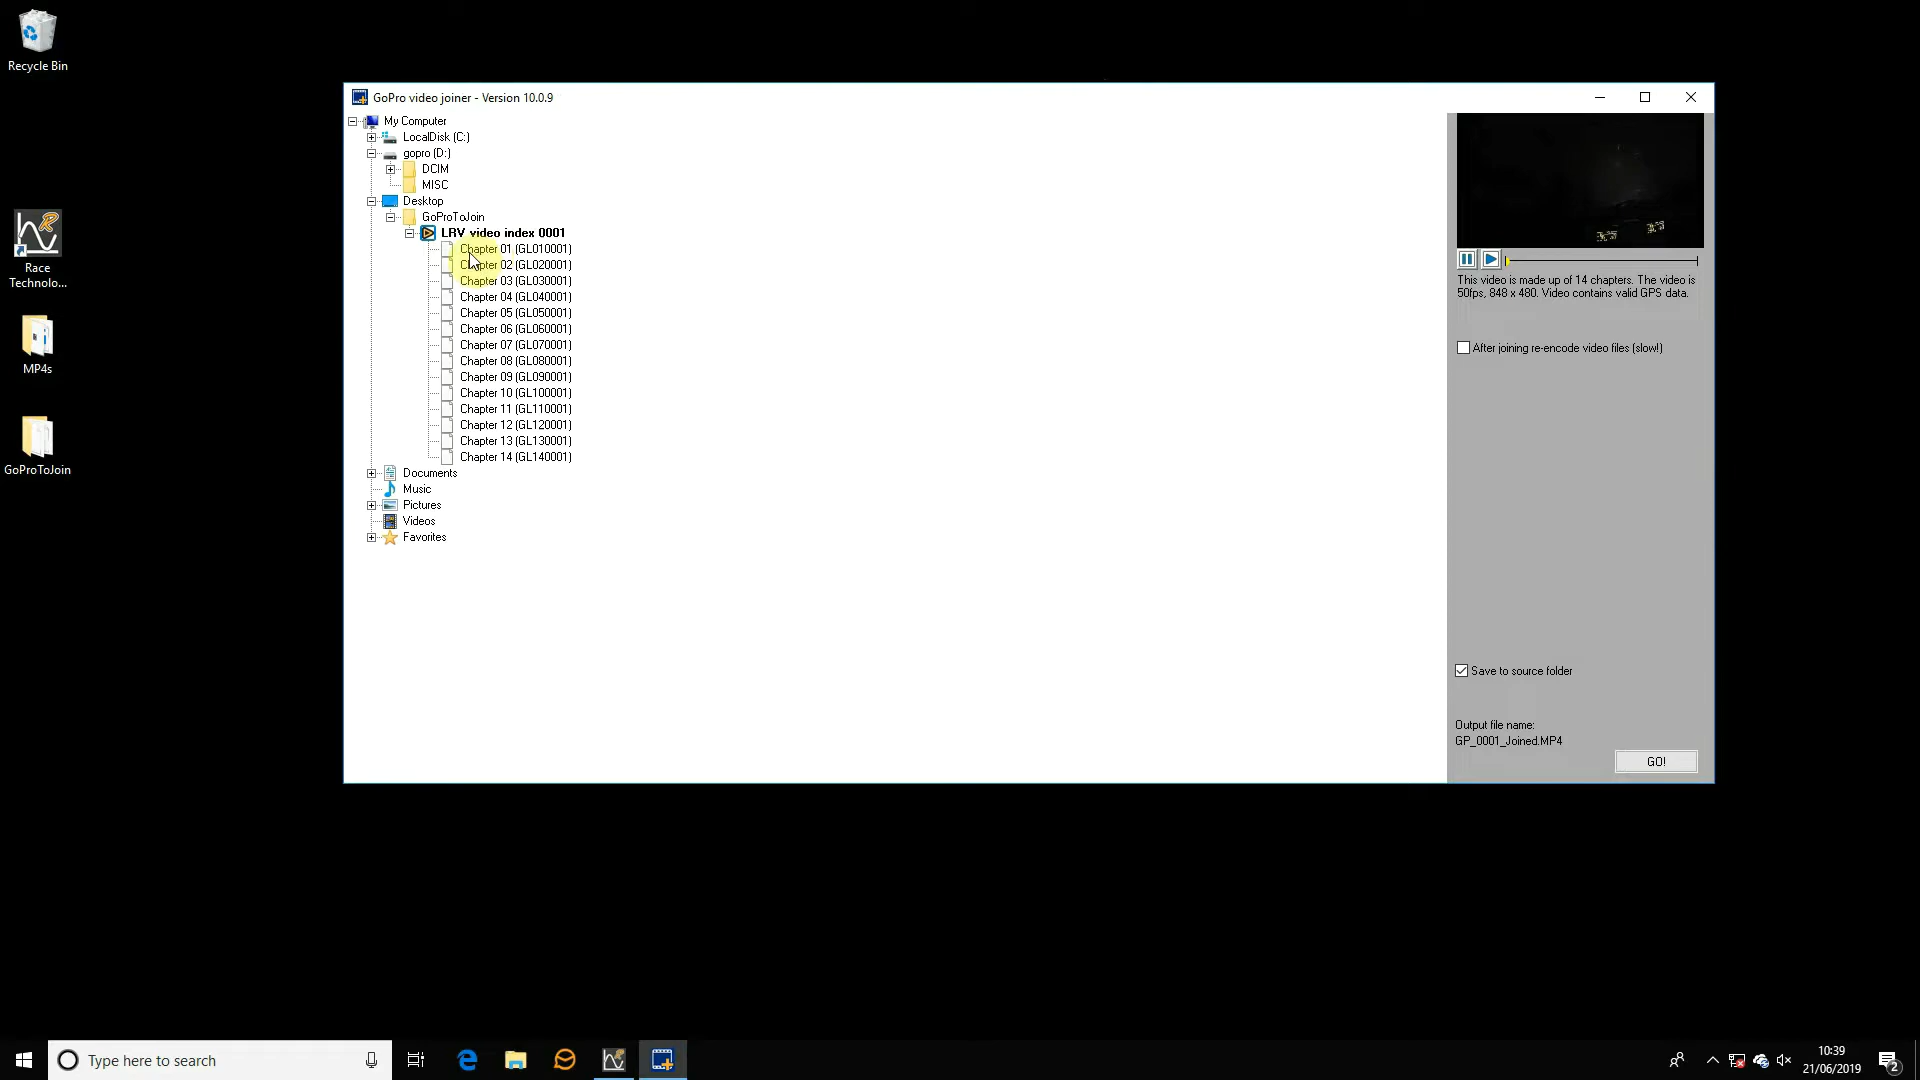 Recycle Bin
Race
Technolo...
MP4s
GoProToJoin
GoPro video joiner - Version 10.0.9
My Computer
LocalDisk (C:)
gopro (D:)
DCIM
MISC
Desktop
GoProToJoin
LRV video index 0001
Chapter 01 (GL010001)
Chapter 02 (GL020001)
Chapter 03 (GL030001)
Chapter 04 (GL040001)
Chapter 05 (GL050001)
Chapter 06 (GL060001)
Chapter 07 (GL070001)
Chapter 08 (GL080001)
Chapter 09 (GL090001)
Chapter 10 (GL100001)
Chapter 11 (GL110001)
Chapter 12 (GL120001)
Chapter 13 (GL130001)
Chapter 14 (GL140001)
Documents
Music
Pictures
Videos
Favorites
This video is made up of 14 chapters. The video is
50fps, 848 x 480. Video contains valid GPS data.
After joining re-encode video files (slow!)
Save to source folder
Output file name:
GP_0001_Joined.MP4
GO!
Type here to search
10:39
21/06/2019
2